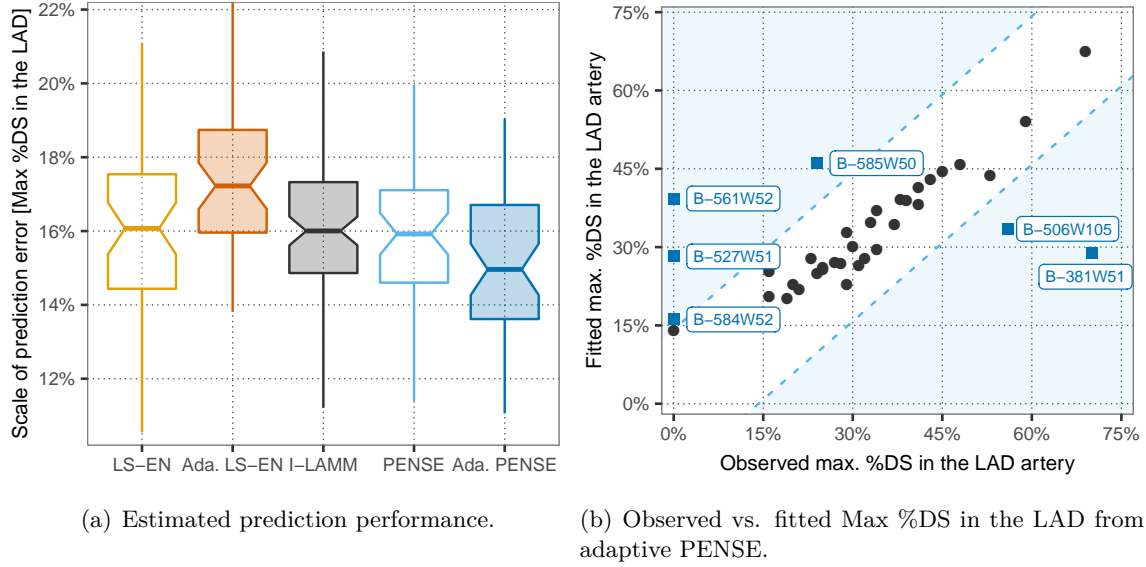 Scale of prediction error [Max %DS in the LAD]
22%
20%
18%
16%
14%
12%
LS−EN Ada. LS−EN I−LAMM PENSE Ada. PENSE
(a) Estimated prediction performance.
Fitted max. %DS in the LAD artery
75%
60%
45%
30%
15%
0%
B−585W50
B−561W52
B−506W105
B−527W51
B−381W51
B−584W52
0% 15% 30% 45% 60% 75%
Observed max. %DS in the LAD artery
(b) Observed vs. fitted Max %DS in the LAD from
adaptive PENSE.